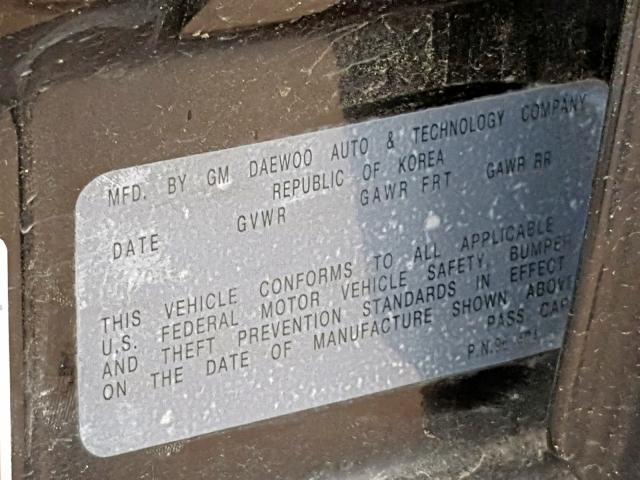 MFD. BY GM DAEWOO AUTO & TECHNOLOGY COMPANY
REPUBLIC OF KOREA
DATE GVWR GAWR FRT GAWR RR
THIS VEHICLE CONFORMS TO ALL APPLICABLE
U.S. FEDERAL MOTOR VEHICLE SAFETY, BUMPER
AND THEFT PREVENTION STANDARDS IN EFFECT
ON THE DATE OF MANUFACTURE SHOWN ABOVE
PASS CAR